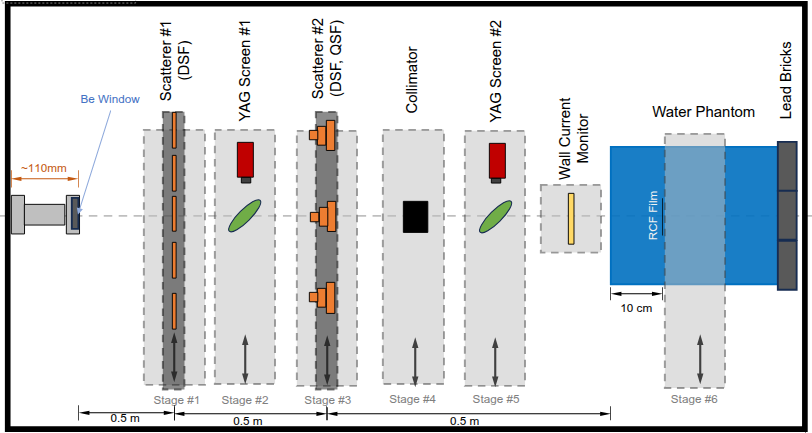 Scatterer #1
(DSF)
YAG Screen #1
Scatterer #2
(DSF, QSF)
Collimator
YAG Screen #2
Wall Current
Monitor
Water Phantom
Lead Bricks
Be Window
~110mm
RCF Film
10 cm
Stage #1
Stage #2
Stage #3
Stage #4
Stage #5
Stage #6
0.5 m
0.5 m
0.5 m